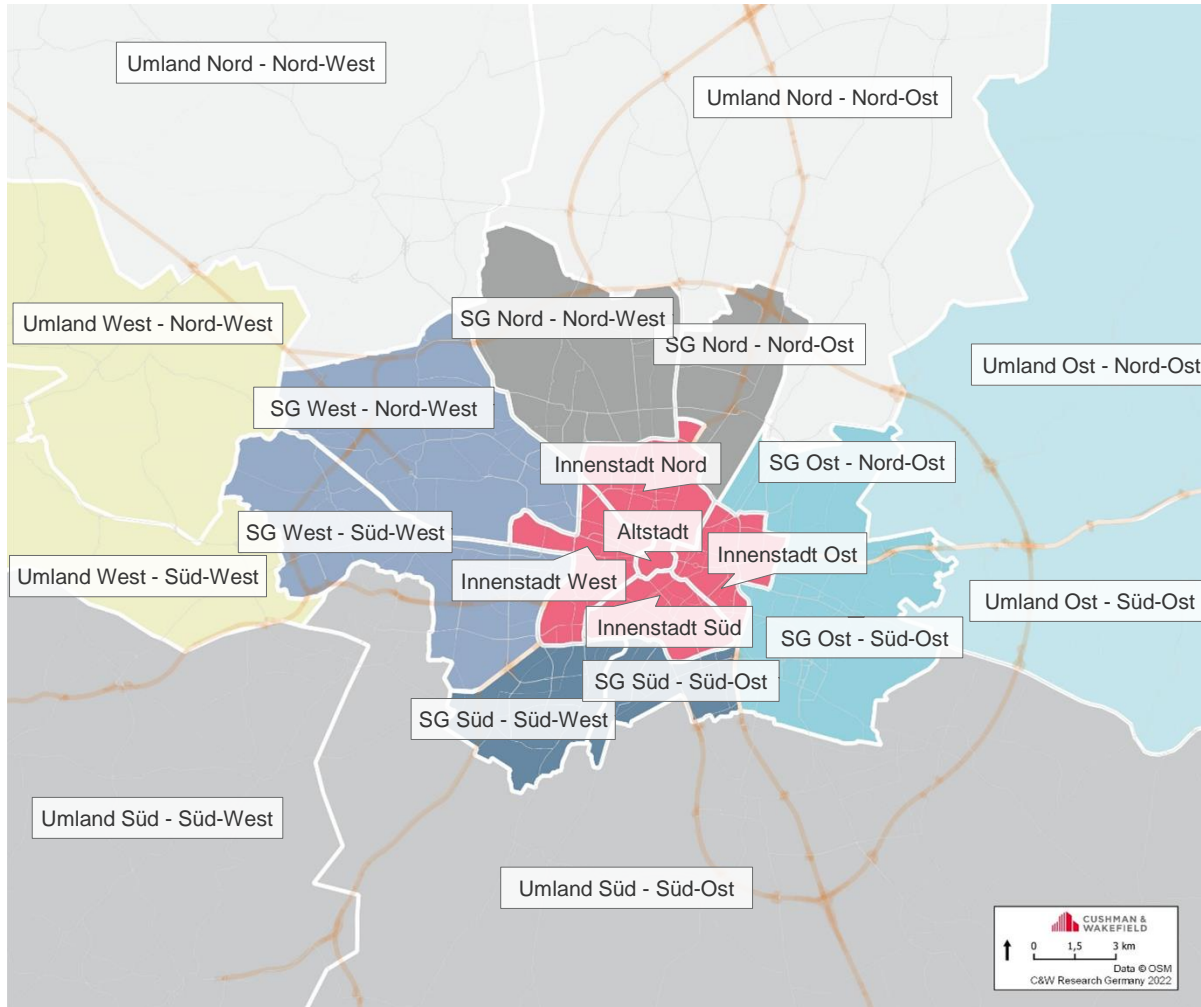 Umland Nord - Nord-West
Umland Nord - Nord-Ost
Umland West - Nord-West
SG Nord - Nord-West
SG Nord - Nord-Ost
Umland Ost - Nord-Ost
SG West - Nord-West
Innenstadt Nord
SG Ost - Nord-Ost
SG West - Süd-West
Altstadt
Innenstadt Ost
Umland West - Süd-West
Innenstadt West
Umland Ost - Süd-Ost
Innenstadt Süd
SG Ost - Süd-Ost
SG Süd - Süd-Ost
SG Süd - Süd-West
Umland Süd - Süd-West
Umland Süd - Süd-Ost
CUSHMAN &
WAKEFIELD
0 1,5 3 km
Data © OSM
C&W Research Germany 2022